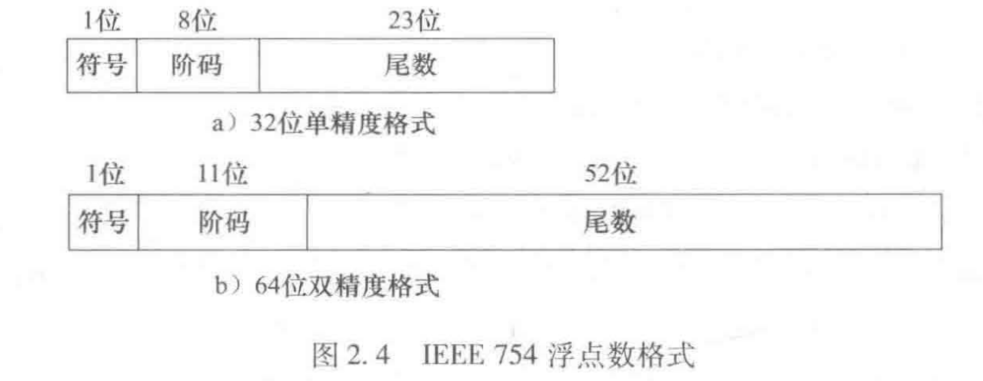 1位 8位 23位
符号 阶码 尾数
a）32位单精度格式
1位 11位 52位
符号 阶码 尾数
b）64位双精度格式
图 2.4 IEEE 754 浮点数格式